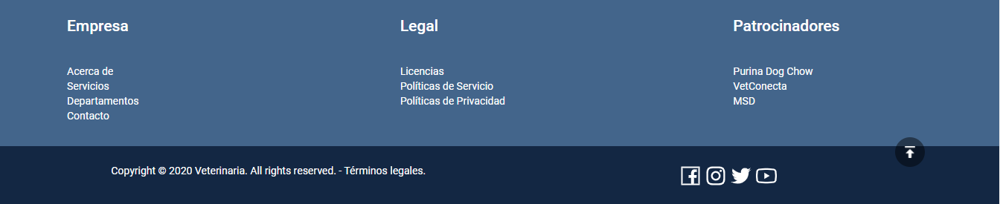 Empresa
Acerca de
Servicios
Departamentos
Contacto
Legal
Licencias
Políticas de Servicio
Políticas de Privacidad
Patrocinadores
Purina Dog Chow
VetConecta
MSD
Copyright © 2020 Veterinaria. All rights reserved. - Términos legales.